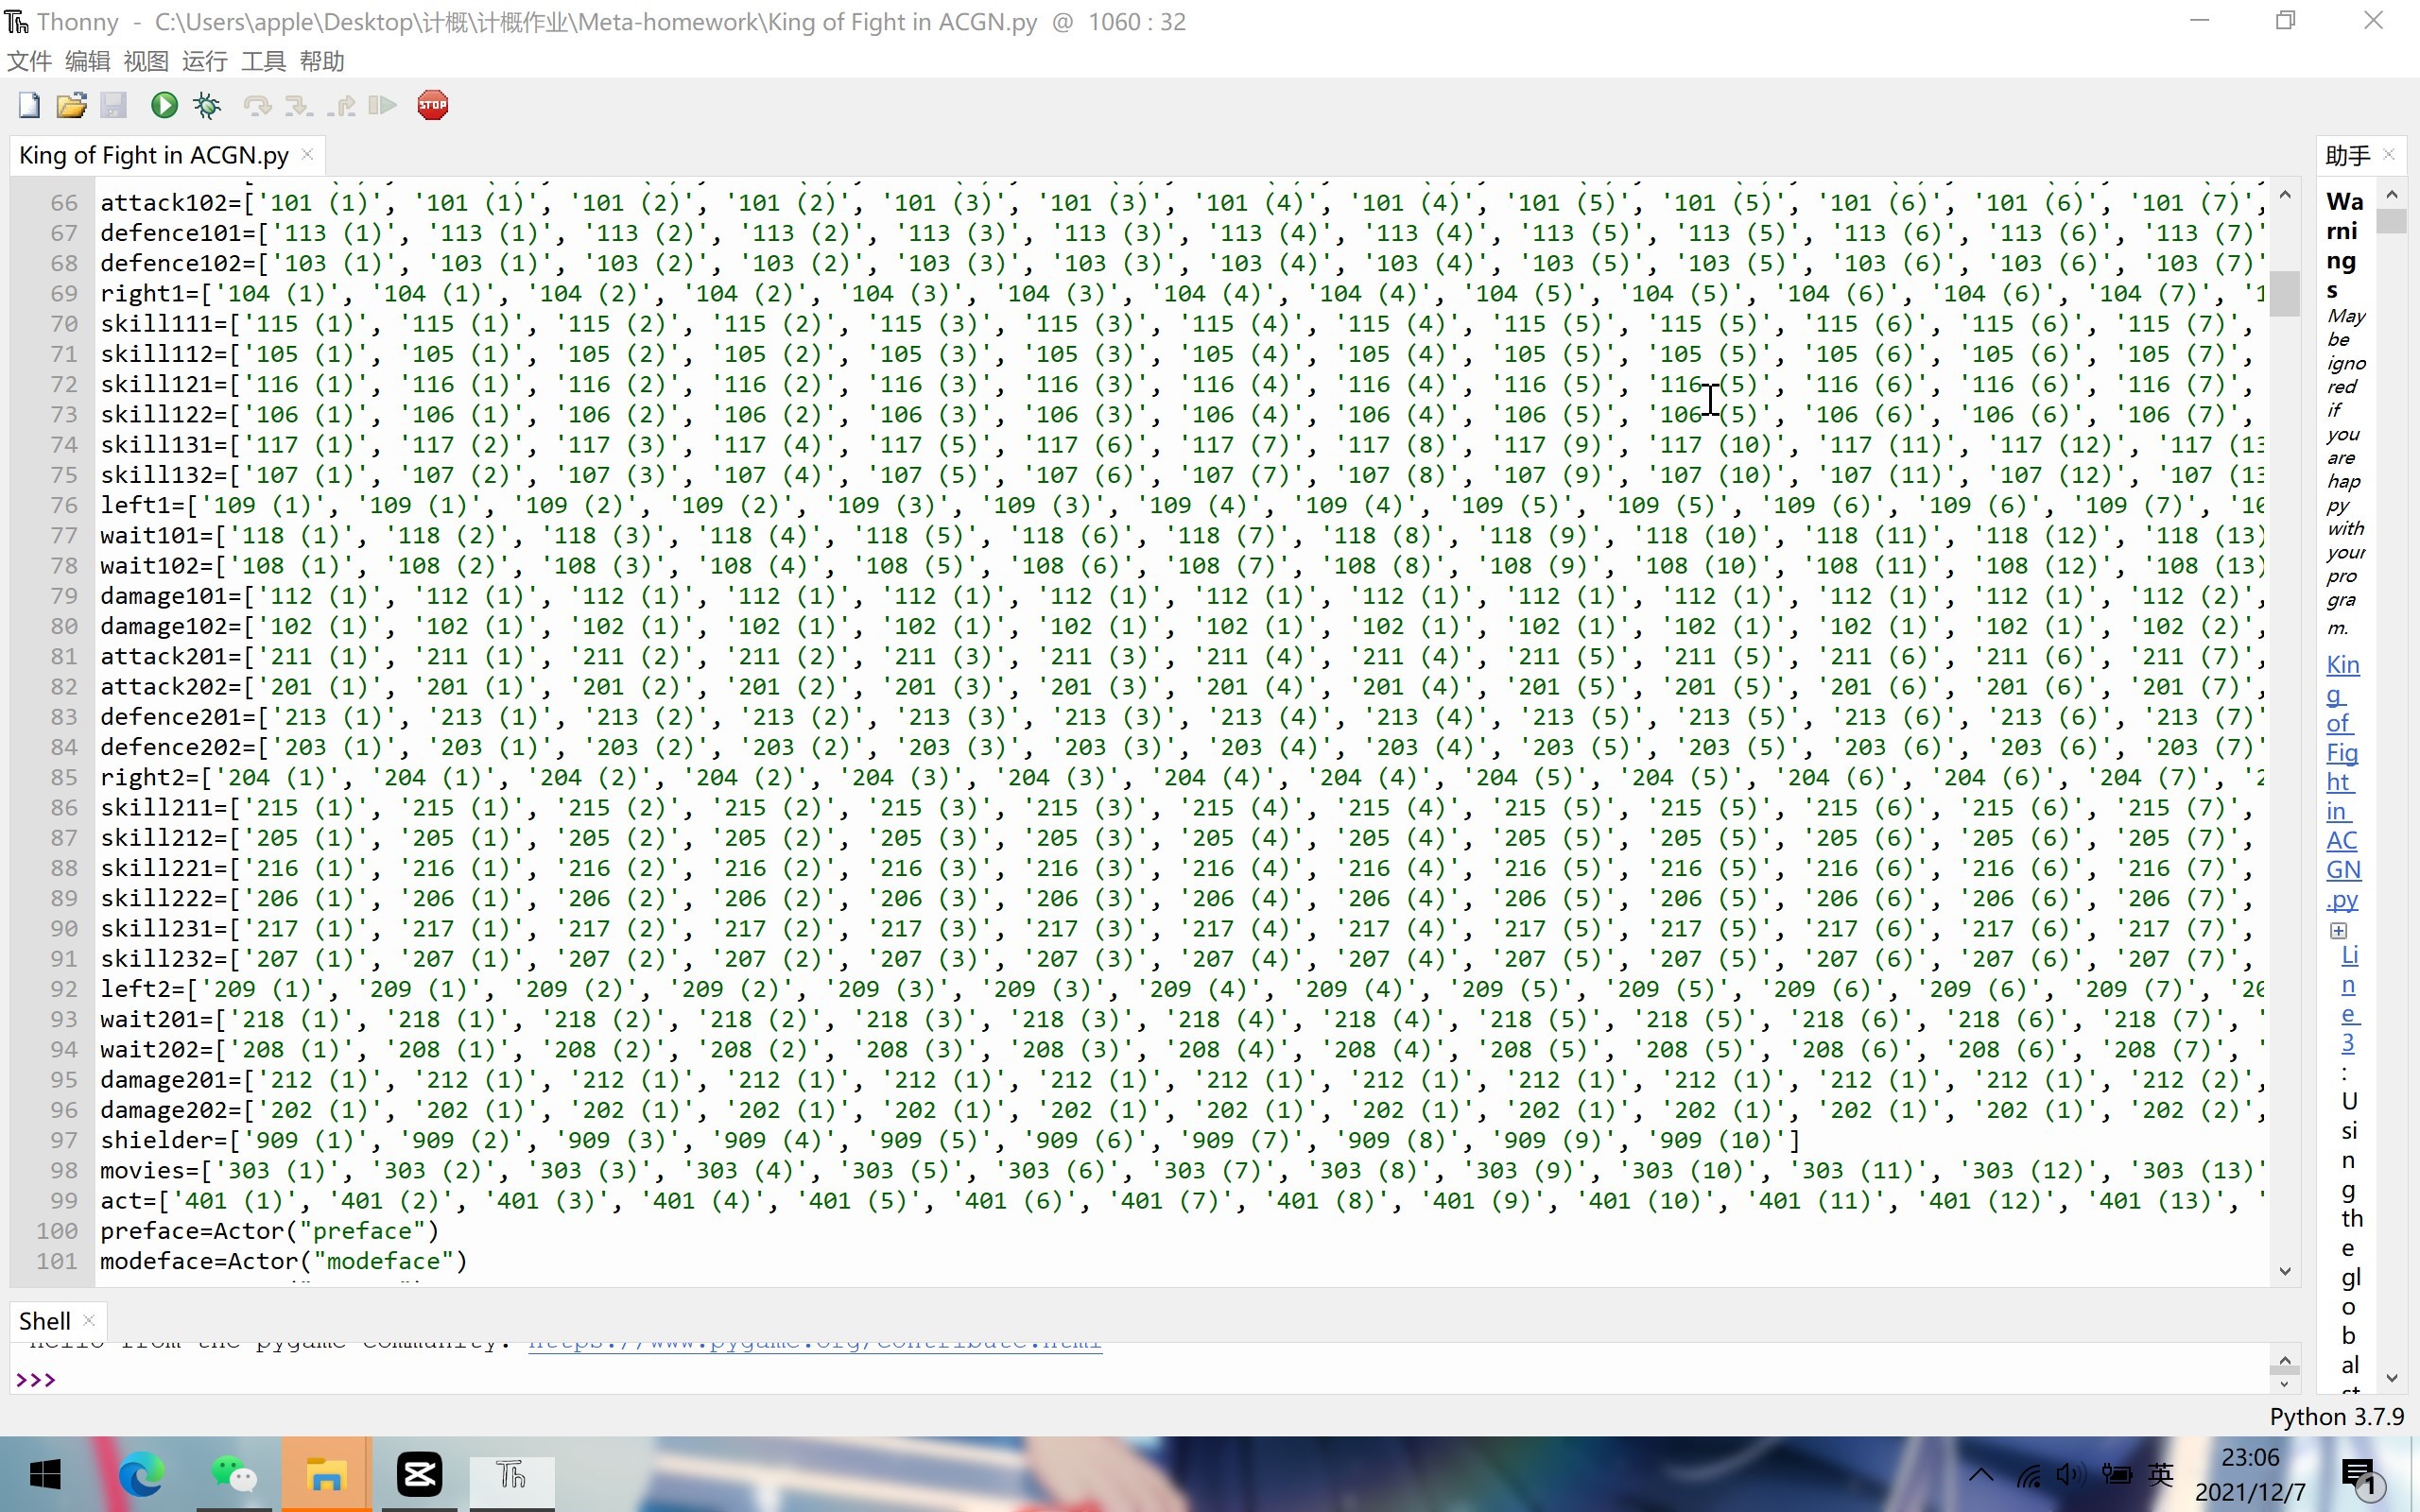 Thonny - C:\Users\apple\Desktop\计概\计概作业\Meta-homework\King of Fight in ACGN.py @ 1060 : 32
文件 编辑 视图 运行 工具 帮助
STOP
King of Fight in ACGN.py
66 attack102=['101 (1)', '101 (1)', '101 (2)', '101 (2)', '101 (3)', '101 (3)', '101 (4)', '101 (4)', '101 (5)', '101 (5)', '101 (6)', '101 (6)', '101 (7)',
67 defence101=['113 (1)', '113 (1)', '113 (2)', '113 (2)', '113 (3)', '113 (3)', '113 (4)', '113 (4)', '113 (5)', '113 (5)', '113 (6)', '113 (6)', '113 (7)'
68 defence102=['103 (1)', '103 (1)', '103 (2)', '103 (2)', '103 (3)', '103 (3)', '103 (4)', '103 (4)', '103 (5)', '103 (5)', '103 (6)', '103 (6)', '103 (7)'
69 right1=['104 (1)', '104 (1)', '104 (2)', '104 (2)', '104 (3)', '104 (3)', '104 (4)', '104 (4)', '104 (5)', '104 (5)', '104 (6)', '104 (6)', '104 (7)', '1
70 skill111=['115 (1)', '115 (1)', '115 (2)', '115 (2)', '115 (3)', '115 (3)', '115 (4)', '115 (4)', '115 (5)', '115 (5)', '115 (6)', '115 (6)', '115 (7)',
71 skill112=['105 (1)', '105 (1)', '105 (2)', '105 (2)', '105 (3)', '105 (3)', '105 (4)', '105 (4)', '105 (5)', '105 (5)', '105 (6)', '105 (6)', '105 (7)',
72 skill121=['116 (1)', '116 (1)', '116 (2)', '116 (2)', '116 (3)', '116 (3)', '116 (4)', '116 (4)', '116 (5)', '116 (5)', '116 (6)', '116 (6)', '116 (7)',
73 skill122=['106 (1)', '106 (1)', '106 (2)', '106 (2)', '106 (3)', '106 (3)', '106 (4)', '106 (4)', '106 (5)', '106 (5)', '106 (6)', '106 (6)', '106 (7)',
74 skill131=['117 (1)', '117 (2)', '117 (3)', '117 (4)', '117 (5)', '117 (6)', '117 (7)', '117 (8)', '117 (9)', '117 (10)', '117 (11)', '117 (12)', '117 (13
75 skill132=['107 (1)', '107 (2)', '107 (3)', '107 (4)', '107 (5)', '107 (6)', '107 (7)', '107 (8)', '107 (9)', '107 (10)', '107 (11)', '107 (12)', '107 (13
76 left1=['109 (1)', '109 (1)', '109 (2)', '109 (2)', '109 (3)', '109 (3)', '109 (4)', '109 (4)', '109 (5)', '109 (5)', '109 (6)', '109 (6)', '109 (7)', '10
77 wait101=['118 (1)', '118 (2)', '118 (3)', '118 (4)', '118 (5)', '118 (6)', '118 (7)', '118 (8)', '118 (9)', '118 (10)', '118 (11)', '118 (12)', '118 (13)
78 wait102=['108 (1)', '108 (2)', '108 (3)', '108 (4)', '108 (5)', '108 (6)', '108 (7)', '108 (8)', '108 (9)', '108 (10)', '108 (11)', '108 (12)', '108 (13)
79 damage101=['112 (1)', '112 (1)', '112 (1)', '112 (1)', '112 (1)', '112 (1)', '112 (1)', '112 (1)', '112 (1)', '112 (1)', '112 (1)', '112 (1)', '112 (2)',
80 damage102=['102 (1)', '102 (1)', '102 (1)', '102 (1)', '102 (1)', '102 (1)', '102 (1)', '102 (1)', '102 (1)', '102 (1)', '102 (1)', '102 (1)', '102 (2)',
81 attack201=['211 (1)', '211 (1)', '211 (2)', '211 (2)', '211 (3)', '211 (3)', '211 (4)', '211 (4)', '211 (5)', '211 (5)', '211 (6)', '211 (6)', '211 (7)',
82 attack202=['201 (1)', '201 (1)', '201 (2)', '201 (2)', '201 (3)', '201 (3)', '201 (4)', '201 (4)', '201 (5)', '201 (5)', '201 (6)', '201 (6)', '201 (7)',
83 defence201=['213 (1)', '213 (1)', '213 (2)', '213 (2)', '213 (3)', '213 (3)', '213 (4)', '213 (4)', '213 (5)', '213 (5)', '213 (6)', '213 (6)', '213 (7)'
84 defence202=['203 (1)', '203 (1)', '203 (2)', '203 (2)', '203 (3)', '203 (3)', '203 (4)', '203 (4)', '203 (5)', '203 (5)', '203 (6)', '203 (6)', '203 (7)'
85 right2=['204 (1)', '204 (1)', '204 (2)', '204 (2)', '204 (3)', '204 (3)', '204 (4)', '204 (4)', '204 (5)', '204 (5)', '204 (6)', '204 (6)', '204 (7)', '2
86 skill211=['215 (1)', '215 (1)', '215 (2)', '215 (2)', '215 (3)', '215 (3)', '215 (4)', '215 (4)', '215 (5)', '215 (5)', '215 (6)', '215 (6)', '215 (7)',
87 skill212=['205 (1)', '205 (1)', '205 (2)', '205 (2)', '205 (3)', '205 (3)', '205 (4)', '205 (4)', '205 (5)', '205 (5)', '205 (6)', '205 (6)', '205 (7)',
88 skill221=['216 (1)', '216 (1)', '216 (2)', '216 (2)', '216 (3)', '216 (3)', '216 (4)', '216 (4)', '216 (5)', '216 (5)', '216 (6)', '216 (6)', '216 (7)',
89 skill222=['206 (1)', '206 (1)', '206 (2)', '206 (2)', '206 (3)', '206 (3)', '206 (4)', '206 (4)', '206 (5)', '206 (5)', '206 (6)', '206 (6)', '206 (7)',
90 skill231=['217 (1)', '217 (1)', '217 (2)', '217 (2)', '217 (3)', '217 (3)', '217 (4)', '217 (4)', '217 (5)', '217 (5)', '217 (6)', '217 (6)', '217 (7)',
91 skill232=['207 (1)', '207 (1)', '207 (2)', '207 (2)', '207 (3)', '207 (3)', '207 (4)', '207 (4)', '207 (5)', '207 (5)', '207 (6)', '207 (6)', '207 (7)',
92 left2=['209 (1)', '209 (1)', '209 (2)', '209 (2)', '209 (3)', '209 (3)', '209 (4)', '209 (4)', '209 (5)', '209 (5)', '209 (6)', '209 (6)', '209 (7)', '20
93 wait201=['218 (1)', '218 (1)', '218 (2)', '218 (2)', '218 (3)', '218 (3)', '218 (4)', '218 (4)', '218 (5)', '218 (5)', '218 (6)', '218 (6)', '218 (7)', '
94 wait202=['208 (1)', '208 (1)', '208 (2)', '208 (2)', '208 (3)', '208 (3)', '208 (4)', '208 (4)', '208 (5)', '208 (5)', '208 (6)', '208 (6)', '208 (7)', '
95 damage201=['212 (1)', '212 (1)', '212 (1)', '212 (1)', '212 (1)', '212 (1)', '212 (1)', '212 (1)', '212 (1)', '212 (1)', '212 (1)', '212 (1)', '212 (2)',
96 damage202=['202 (1)', '202 (1)', '202 (1)', '202 (1)', '202 (1)', '202 (1)', '202 (1)', '202 (1)', '202 (1)', '202 (1)', '202 (1)', '202 (1)', '202 (2)',
97 shielder=['909 (1)', '909 (2)', '909 (3)', '909 (4)', '909 (5)', '909 (6)', '909 (7)', '909 (8)', '909 (9)', '909 (10)']
98 movies=['303 (1)', '303 (2)', '303 (3)', '303 (4)', '303 (5)', '303 (6)', '303 (7)', '303 (8)', '303 (9)', '303 (10)', '303 (11)', '303 (12)', '303 (13)'
99 act=['401 (1)', '401 (2)', '401 (3)', '401 (4)', '401 (5)', '401 (6)', '401 (7)', '401 (8)', '401 (9)', '401 (10)', '401 (11)', '401 (12)', '401 (13)', '
100 preface=Actor("preface")
101 modeface=Actor("modeface")
助手
Wa
rni
ng
s
May
be
igno
red
if
you
are
hap
py
with
your
pro
gra
m.
Kin
g
of
Fig
ht
in
AC
GN
.py
Li
n
e
3
:
U
si
n
g
th
e
gl
o
b
al
Shell
Hello from the pygame community. https://www.pygame.org/contribute.html
>>>
Python 3.7.9
Th
英
23:06
2021/12/7
1